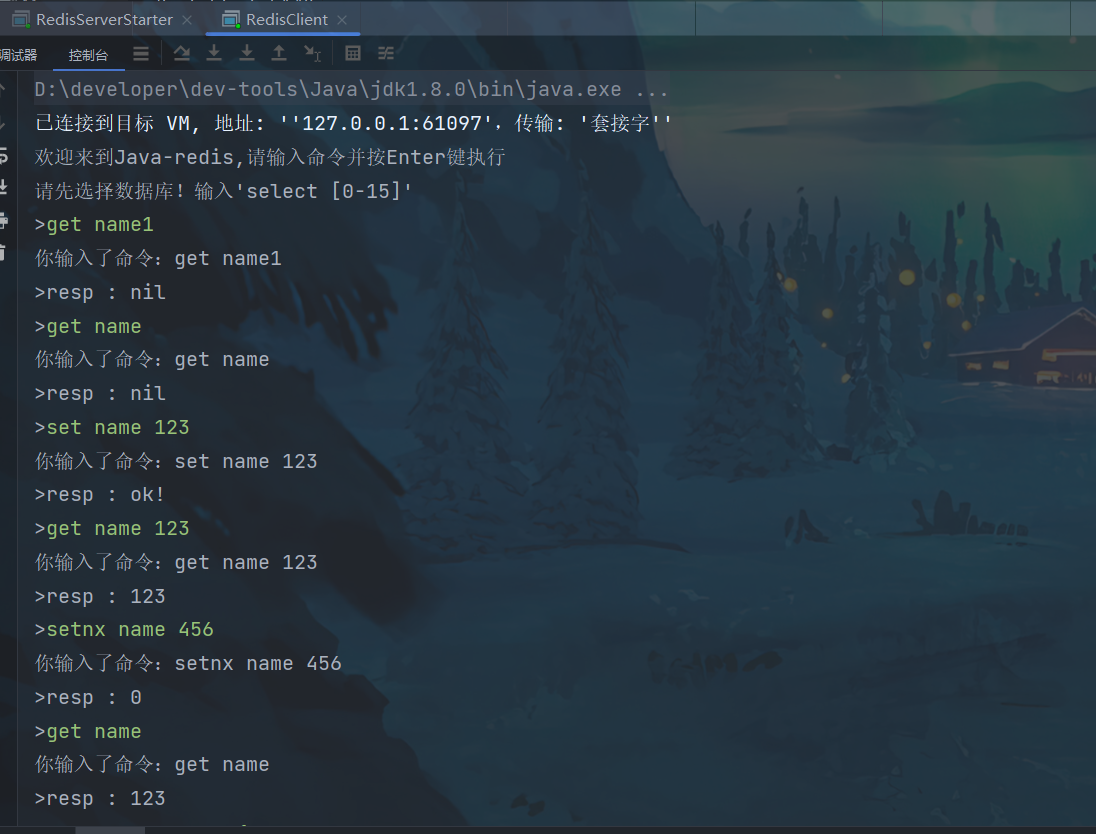 RedisServerStarter RedisClient
调试器 控制台
D:\developer\dev-tools\Java\jdk1.8.0\bin\java.exe ...
已连接到目标 VM, 地址: ''127.0.0.1:61097'，传输: '套接字''
欢迎来到Java-redis,请输入命令并按Enter键执行
请先选择数据库！输入'select [0-15]'
>get name1
你输入了命令：get name1
>resp : nil
>get name
你输入了命令：get name
>resp : nil
>set name 123
你输入了命令：set name 123
>resp : ok!
>get name 123
你输入了命令：get name 123
>resp : 123
>setnx name 456
你输入了命令：setnx name 456
>resp : 0
>get name
你输入了命令：get name
>resp : 123